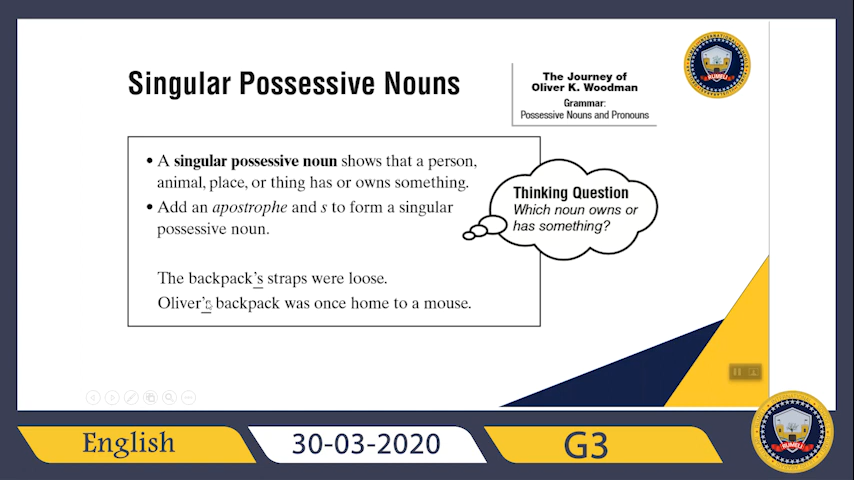 Singular Possessive Nouns
The Journey of
Oliver K. Woodman
Grammar:
Possessive Nouns and Pronouns
• A singular possessive noun shows that a person,
animal, place, or thing has or owns something.
• Add an apostrophe and s to form a singular
possessive noun.
The backpack's straps were loose.
Oliver's backpack was once home to a mouse.
Thinking Question
Which noun owns or
has something?
English
30-03-2020
G3